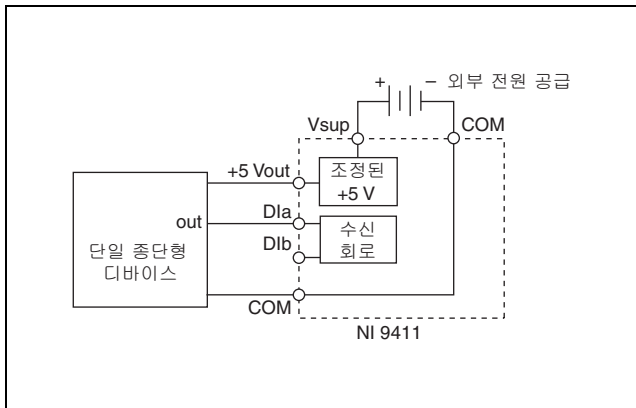 + − 외부 전원 공급
Vsup
COM
+5 Vout
조정된
+5 V
out
DIa
수신
회로
DIb
단일 종단형
디바이스
COM
NI 9411